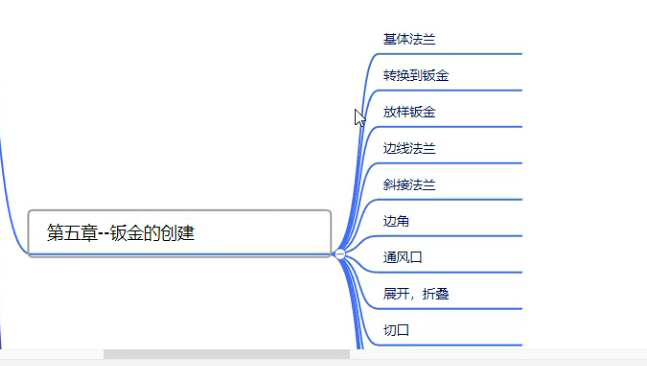 基体法兰
转换到钣金
放样钣金
边线法兰
斜接法兰
第五章--钣金的创建
边角
通风口
展开，折叠
切口